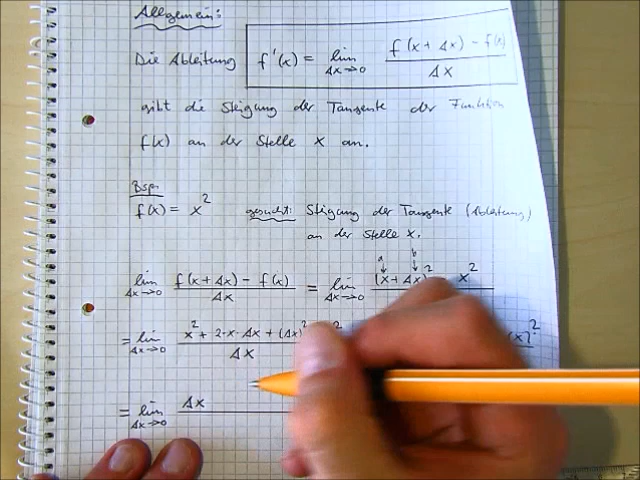 Allgemein:
Die Ableitung f'(x) = lim Δx→0 f(x+Δx) - f(x) / Δx
gibt die Steigung der Tangente der Funktion
f(x) an der Stelle x an.
Bsp:
f(x) = x² gesucht: Steigung der Tangente (Ableitung)
an der Stelle x.
a b
lim Δx→0 f(x+Δx) - f(x) / Δx = lim Δx→0 (x+Δx)² x²
= lim Δx→0 x² + 2·x·Δx + (Δx)² ² / Δx x)²
= lim Δx→0 Δx